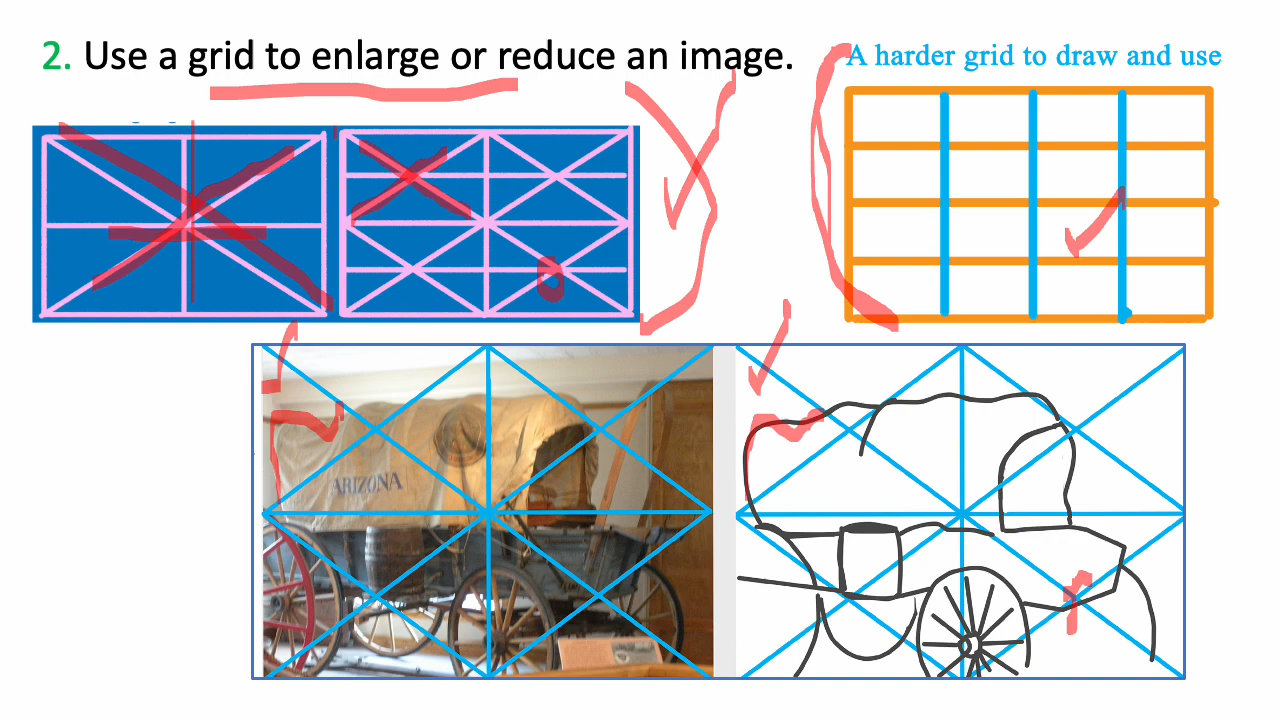 2. Use a grid to enlarge or reduce an image.
A harder grid to draw and use
ARIZONA